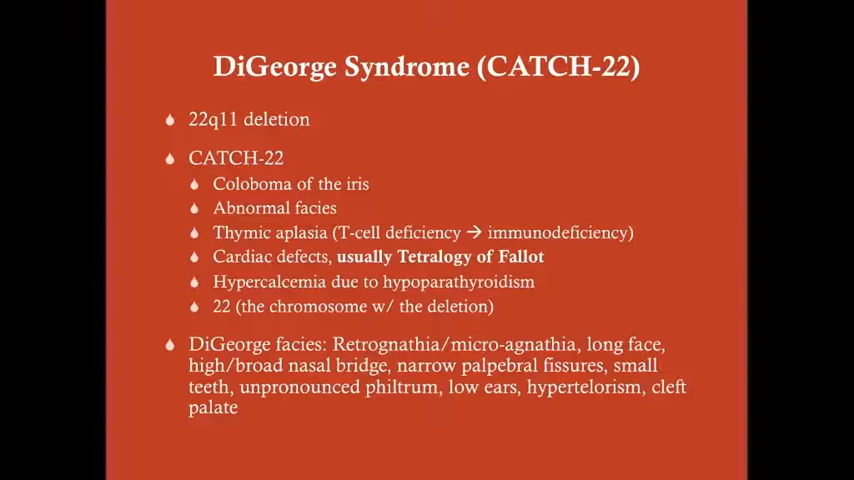 DiGeorge Syndrome (CATCH-22)
22q11 deletion
CATCH-22
Coloboma of the iris
Abnormal facies
Thymic aplasia (T-cell deficiency → immunodeficiency)
Cardiac defects, usually Tetralogy of Fallot
Hypercalcemia due to hypoparathyroidism
22 (the chromosome w/ the deletion)
DiGeorge facies: Retrognathia/micro-agnathia, long face,
high/broad nasal bridge, narrow palpebral fissures, small
teeth, unpronounced philtrum, low ears, hypertelorism, cleft
palate